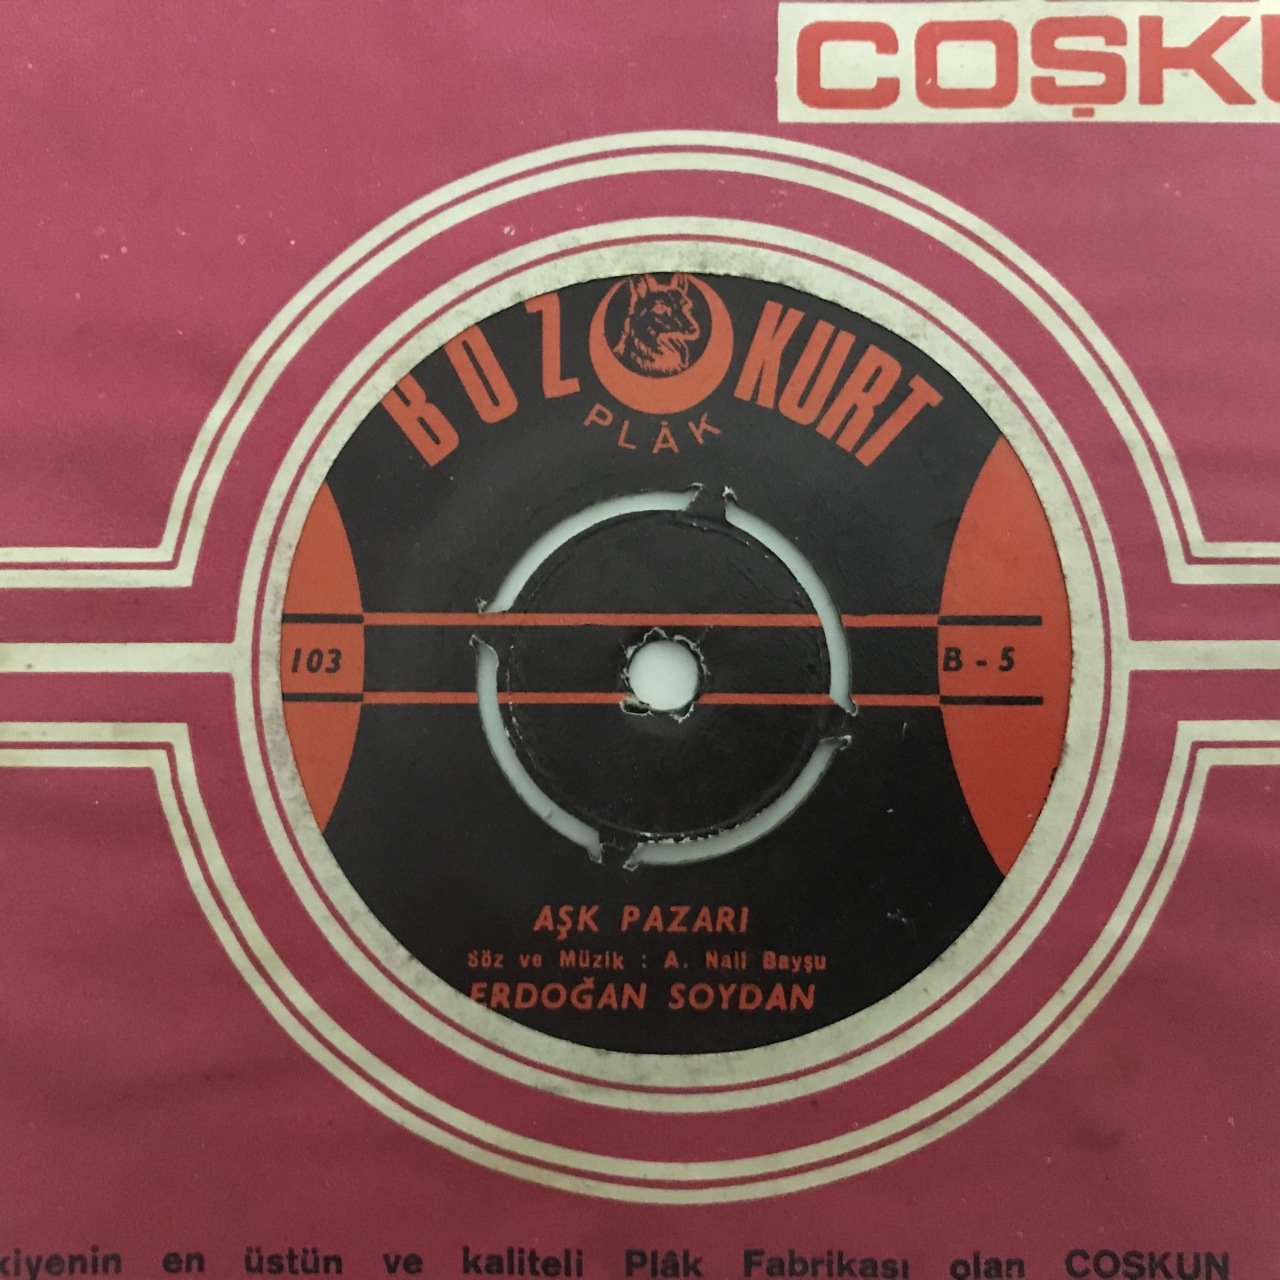 COŞKU
BOZ KURT
PLÂK
103
B - 5
AŞK PAZARI
Söz ve Müzik : A. Nail Bayşu
ERDOĞAN SOYDAN
kiyenin en üstün ve kaliteli Plâk Fabrikası olan COŞKUN